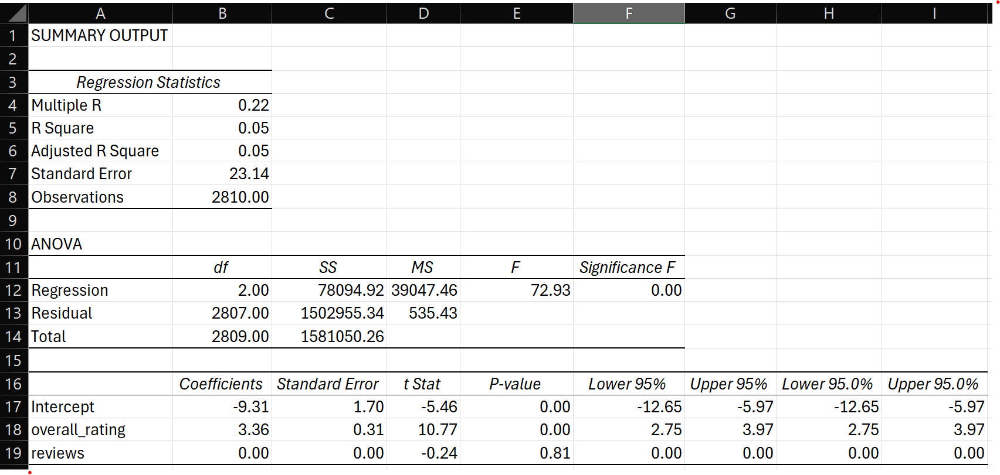 A B C D E F G H I
1 SUMMARY OUTPUT
2
3 Regression Statistics
4 Multiple R 0.22
5 R Square 0.05
6 Adjusted R Square 0.05
7 Standard Error 23.14
8 Observations 2810.00
9
10 ANOVA
11 df SS MS F Significance F
12 Regression 2.00 78094.92 39047.46 72.93 0.00
13 Residual 2807.00 1502955.34 535.43
14 Total 2809.00 1581050.26
15
16 Coefficients Standard Error t Stat P-value Lower 95% Upper 95% Lower 95.0% Upper 95.0%
17 Intercept -9.31 1.70 -5.46 0.00 -12.65 -5.97 -12.65 -5.97
18 overall_rating 3.36 0.31 10.77 0.00 2.75 3.97 2.75 3.97
19 reviews 0.00 0.00 -0.24 0.81 0.00 0.00 0.00 0.00